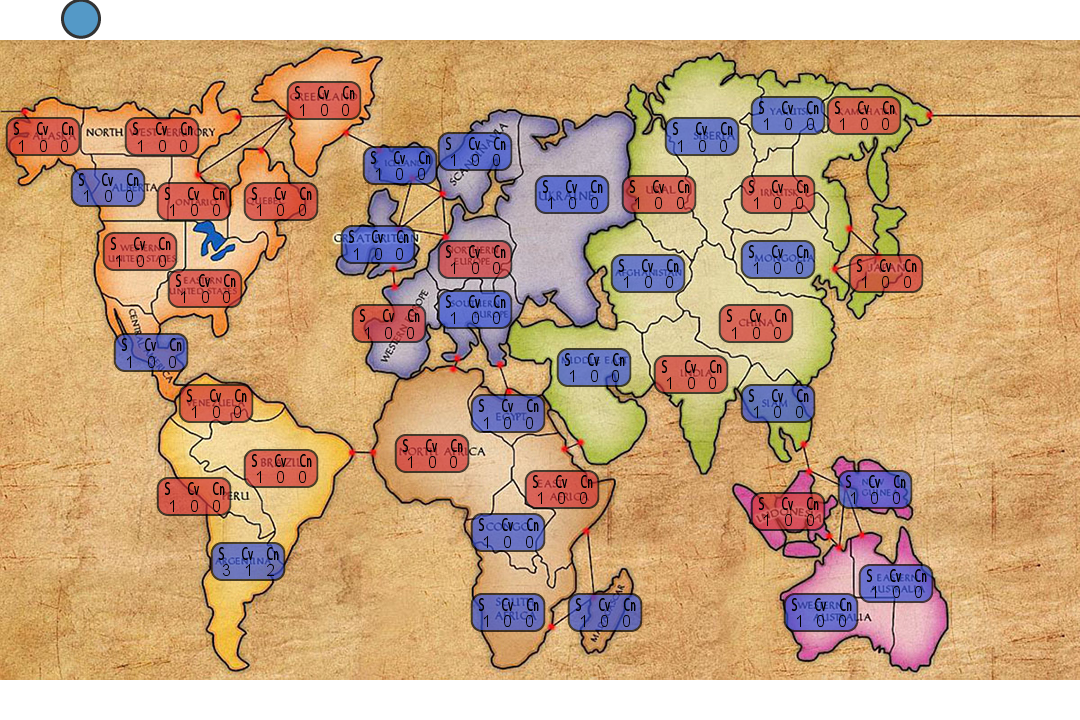 GREENLAND
S Cv Cn
1 0 0
ALASKA
S Cv Cn
1 0 0
NORTH WEST TERRITORY
S Cv Cn
1 0 0
ALBERTA
S Cv Cn
1 0 0
ONTARIO
S Cv Cn
1 0 0
QUEBEC
S Cv Cn
1 0 0
WESTERN
UNITED STATES
S Cv Cn
1 0 0
EASTERN
UNITED STATES
S Cv Cn
1 0 0
CENTRAL AMERICA
S Cv Cn
1 0 0
VENEZUELA
S Cv Cn
1 0 0
BRAZIL
S Cv Cn
1 0 0
PERU
S Cv Cn
1 0 0
ARGENTINA
S Cv Cn
3 1 2
ICELAND
S Cv Cn
1 0 0
SCANDINAVIA
S Cv Cn
1 0 0
UKRAINE
S Cv Cn
1 0 0
GREAT BRITAIN
S Cv Cn
1 0 0
NORTHERN
EUROPE
S Cv Cn
1 0 0
WESTERN EUROPE
S Cv Cn
1 0 0
SOUTHERN
EUROPE
S Cv Cn
1 0 0
NORTH AFRICA
S Cv Cn
1 0 0
EGYPT
S Cv Cn
1 0 0
EAST
AFRICA
S Cv Cn
1 0 0
CONGO
S Cv Cn
1 0 0
SOUTH
AFRICA
S Cv Cn
1 0 0
MADAGASCAR
S Cv Cn
1 0 0
URAL
S Cv Cn
1 0 0
SIBERIA
S Cv Cn
1 0 0
YAKUTSK
S Cv Cn
1 0 0
KAMCHATKA
S Cv Cn
1 0 0
IRKUTSK
S Cv Cn
1 0 0
MONGOLIA
S Cv Cn
1 0 0
JAPAN
S Cv Cn
1 0 0
AFGHANISTAN
S Cv Cn
1 0 0
CHINA
S Cv Cn
1 0 0
MIDDLE EAST
S Cv Cn
1 0 0
INDIA
S Cv Cn
1 0 0
SIAM
S Cv Cn
1 0 0
INDONESIA
S Cv Cn
1 0 0
NEW
GUINEA
S Cv Cn
1 0 0
WESTERN
AUSTRALIA
S Cv Cn
1 0 0
EASTERN
AUSTRALIA
S Cv Cn
1 0 0